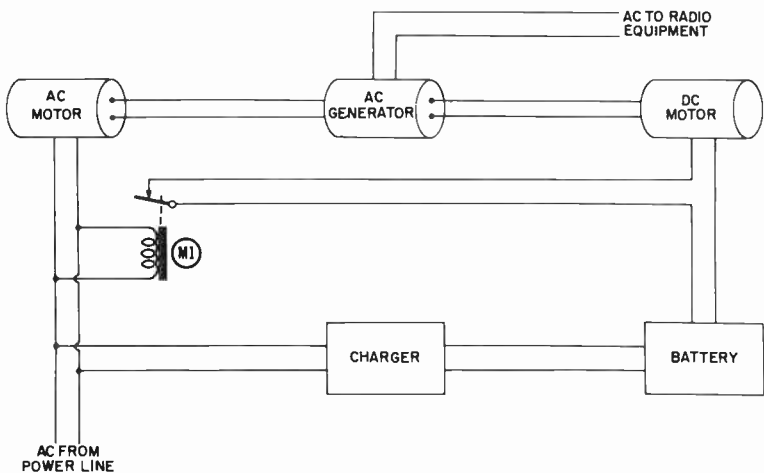 AC TO RADIO
EQUIPMENT
AC
MOTOR
AC
GENERATOR
DC
MOTOR
M1
CHARGER
BATTERY
AC FROM
POWER LINE